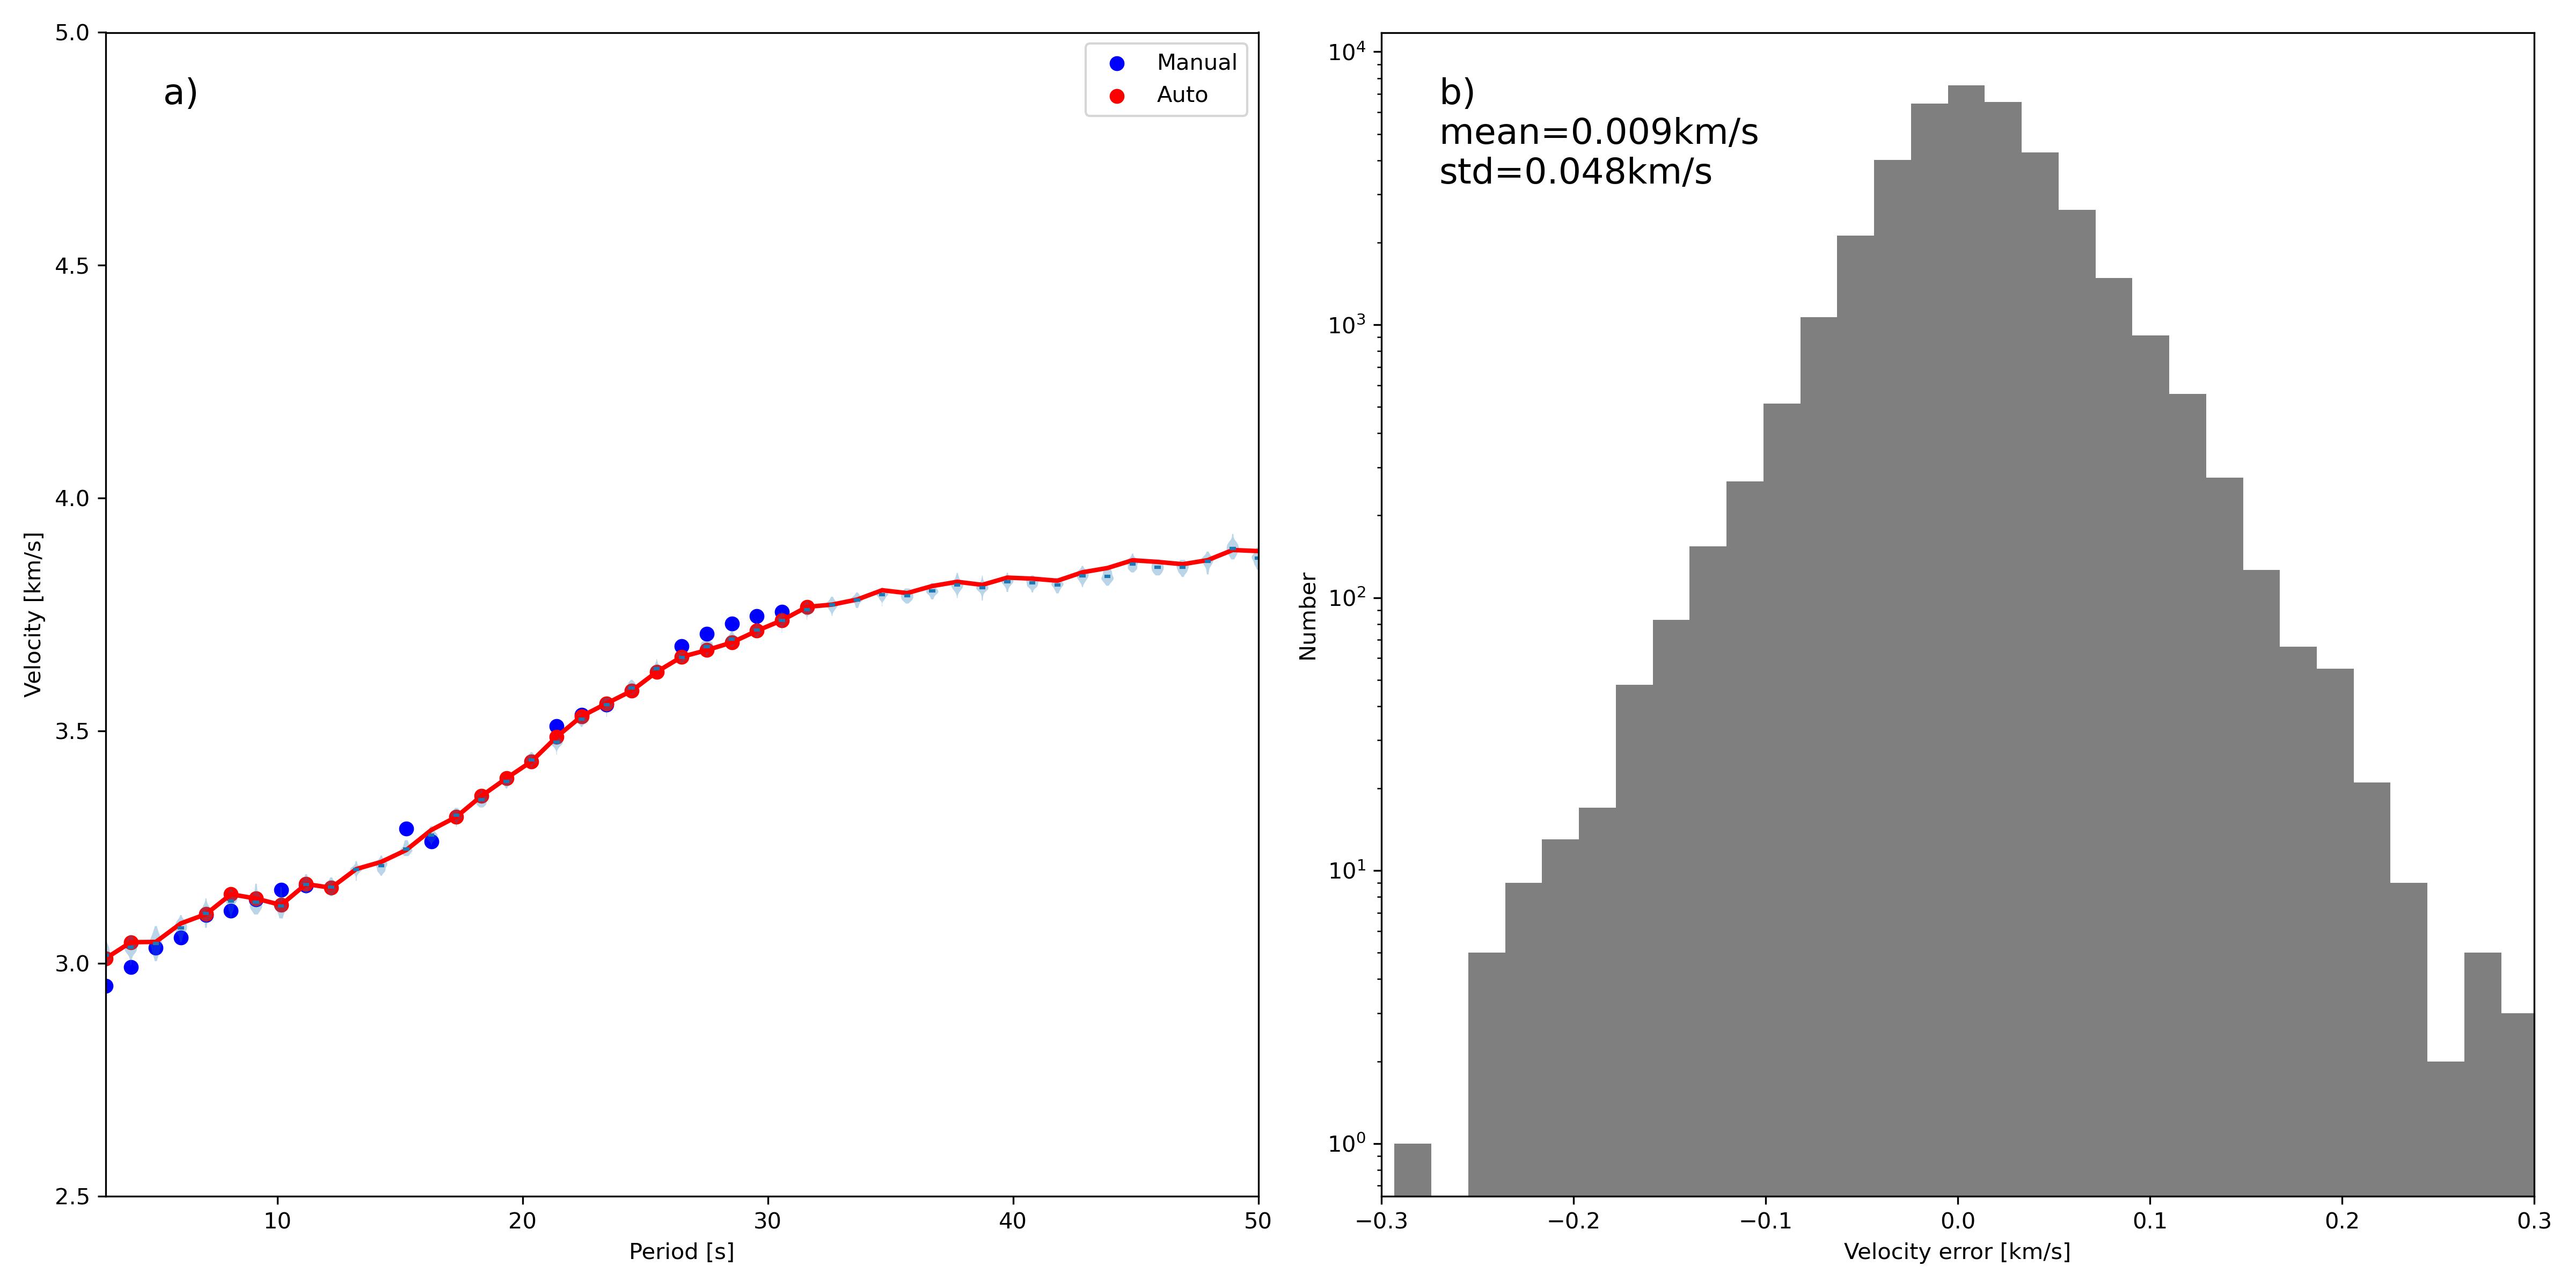 a)
Manual
Auto
5.0
4.5
4.0
3.5
3.0
2.5
Velocity [km/s]
10
20
30
40
50
Period [s]
b)
mean=0.009km/s
std=0.048km/s
10⁴
10³
10²
10¹
10⁰
Number
−0.3
−0.2
−0.1
0.0
0.1
0.2
0.3
Velocity error [km/s]